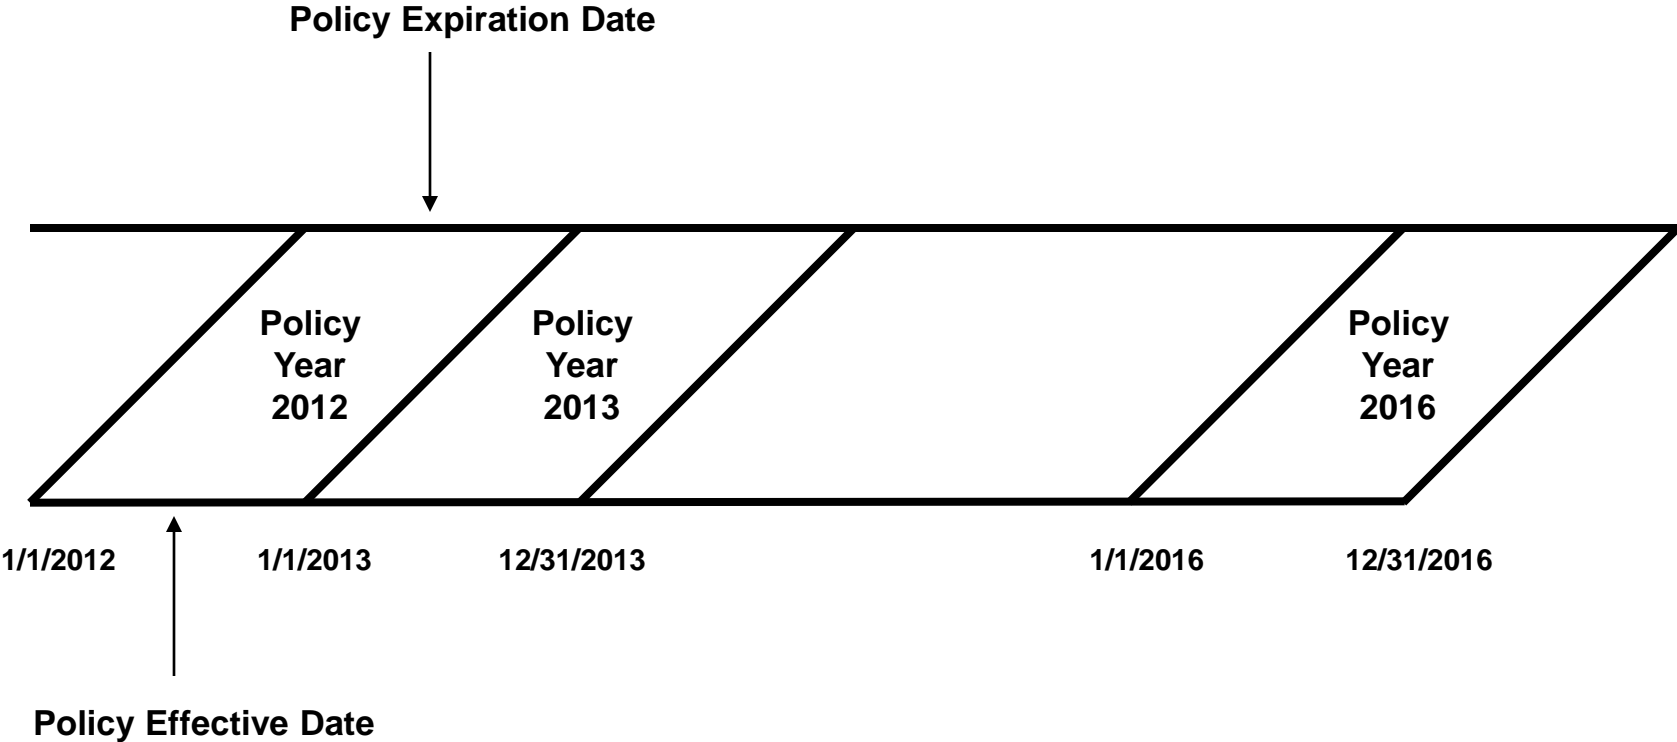 Policy Expiration Date
Policy
Year
2012
Policy
Year
2013
Policy
Year
2016
1/1/2012
1/1/2013
12/31/2013
1/1/2016
12/31/2016
Policy Effective Date